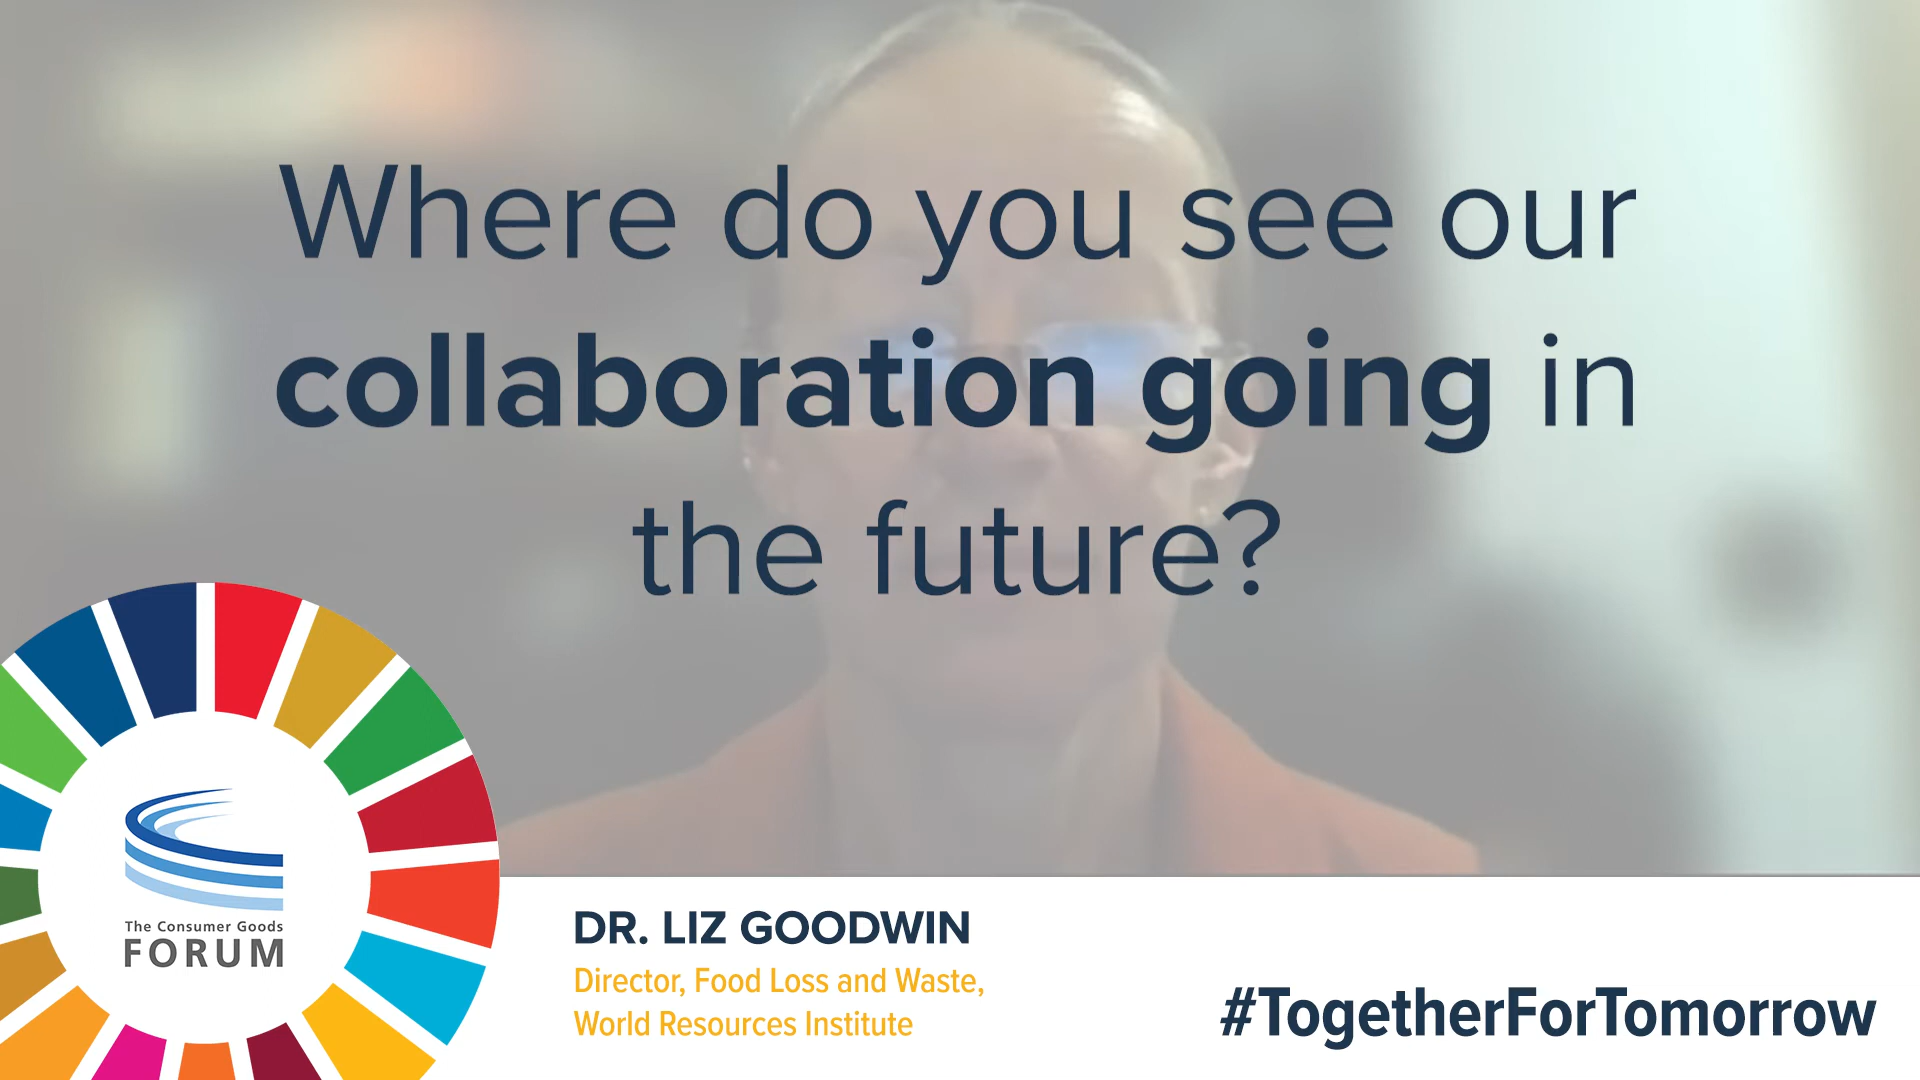 Where do you see our
collaboration going in
the future?
The Consumer Goods
FORUM
DR. LIZ GOODWIN
Director, Food Loss and Waste,
World Resources Institute
#TogetherForTomorrow